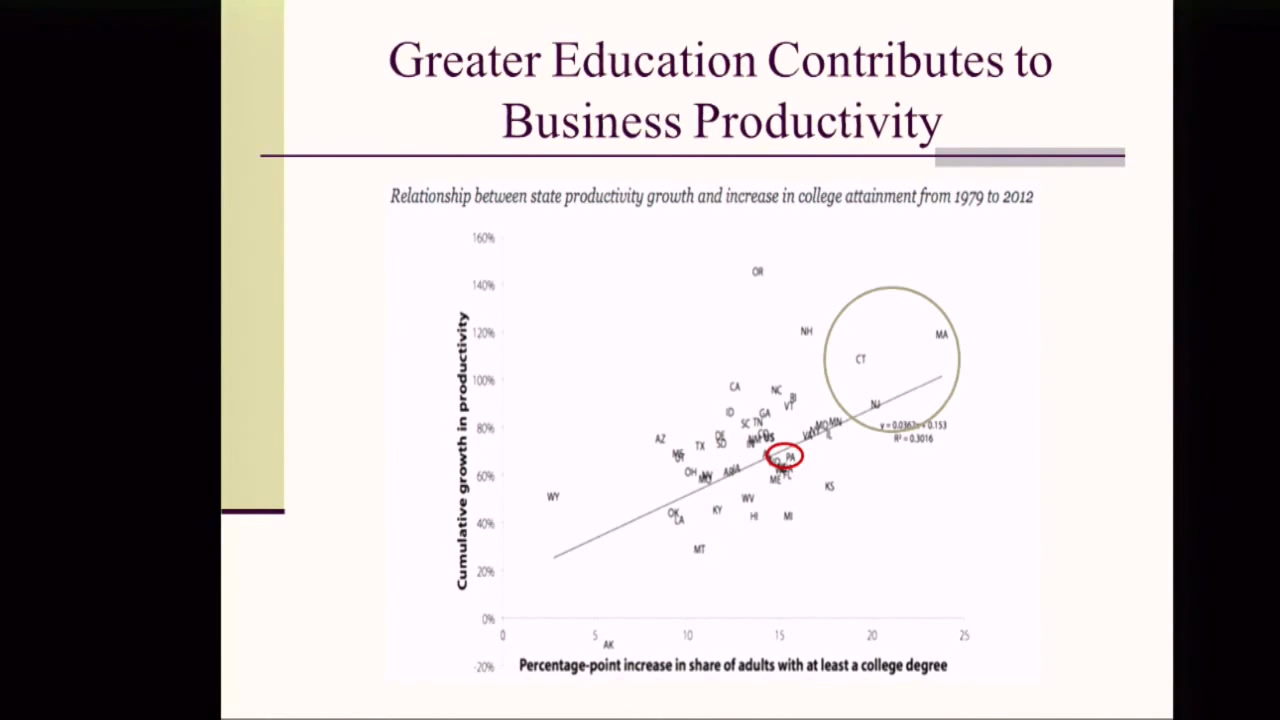 Greater Education Contributes to
Business Productivity
Relationship between state productivity growth and increase in college attainment from 1979 to 2012
160%
OR
140%
NH
MA
120%
CT
CA
NC
100%
NJ
VT
ID
GA
SC TN
MN
80%
R² = 0.3016
AZ
TX
PA
OH
60%
ME
KS
WY
WV
KY
HI
MI
OK
LA
40%
MT
20%
0%
0
5
10
15
20
25
AK
-20%
Cumulative growth in productivity
Percentage-point increase in share of adults with at least a college degree